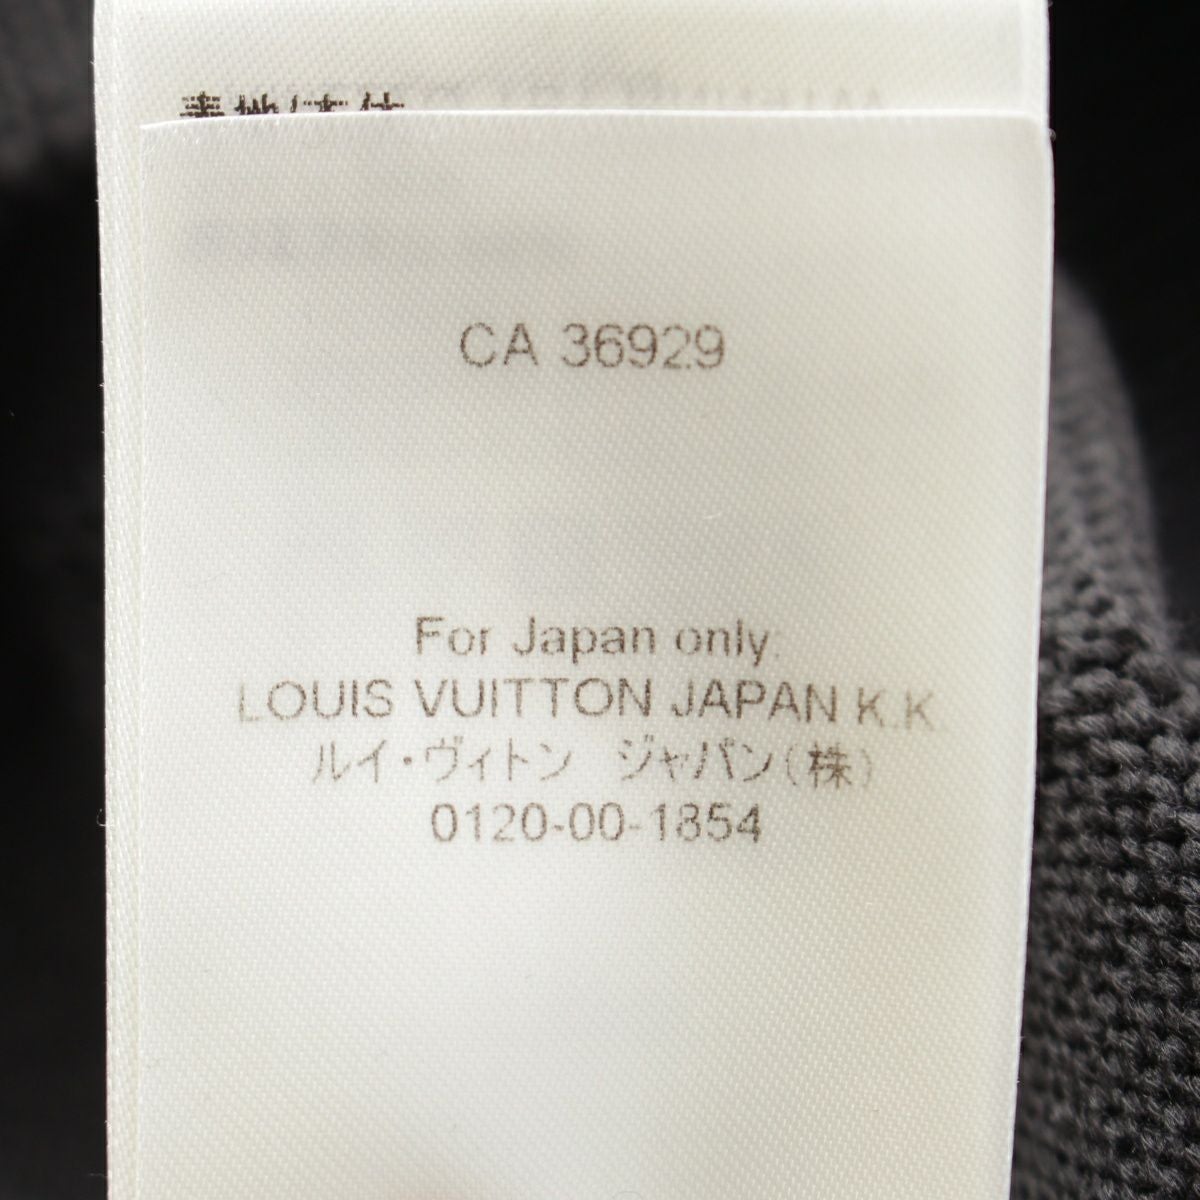 CA 36929
For Japan only:
LOUIS VUITTON JAPAN K.K
ルイ・ヴィトン　ジャパン(株)
0120-00-1854